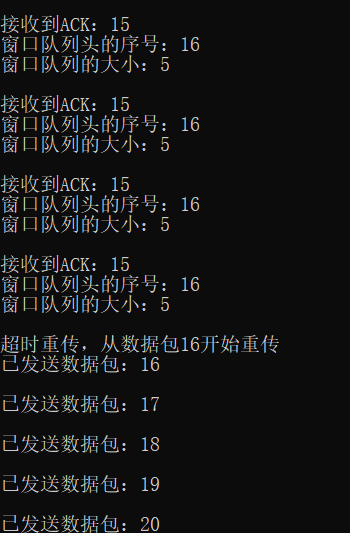 接收到ACK：15
窗口队列头的序号：16
窗口队列的大小：5
接收到ACK：15
窗口队列头的序号：16
窗口队列的大小：5
接收到ACK：15
窗口队列头的序号：16
窗口队列的大小：5
接收到ACK：15
窗口队列头的序号：16
窗口队列的大小：5
超时重传，从数据包16开始重传
已发送数据包：16
已发送数据包：17
已发送数据包：18
已发送数据包：19
已发送数据包：20